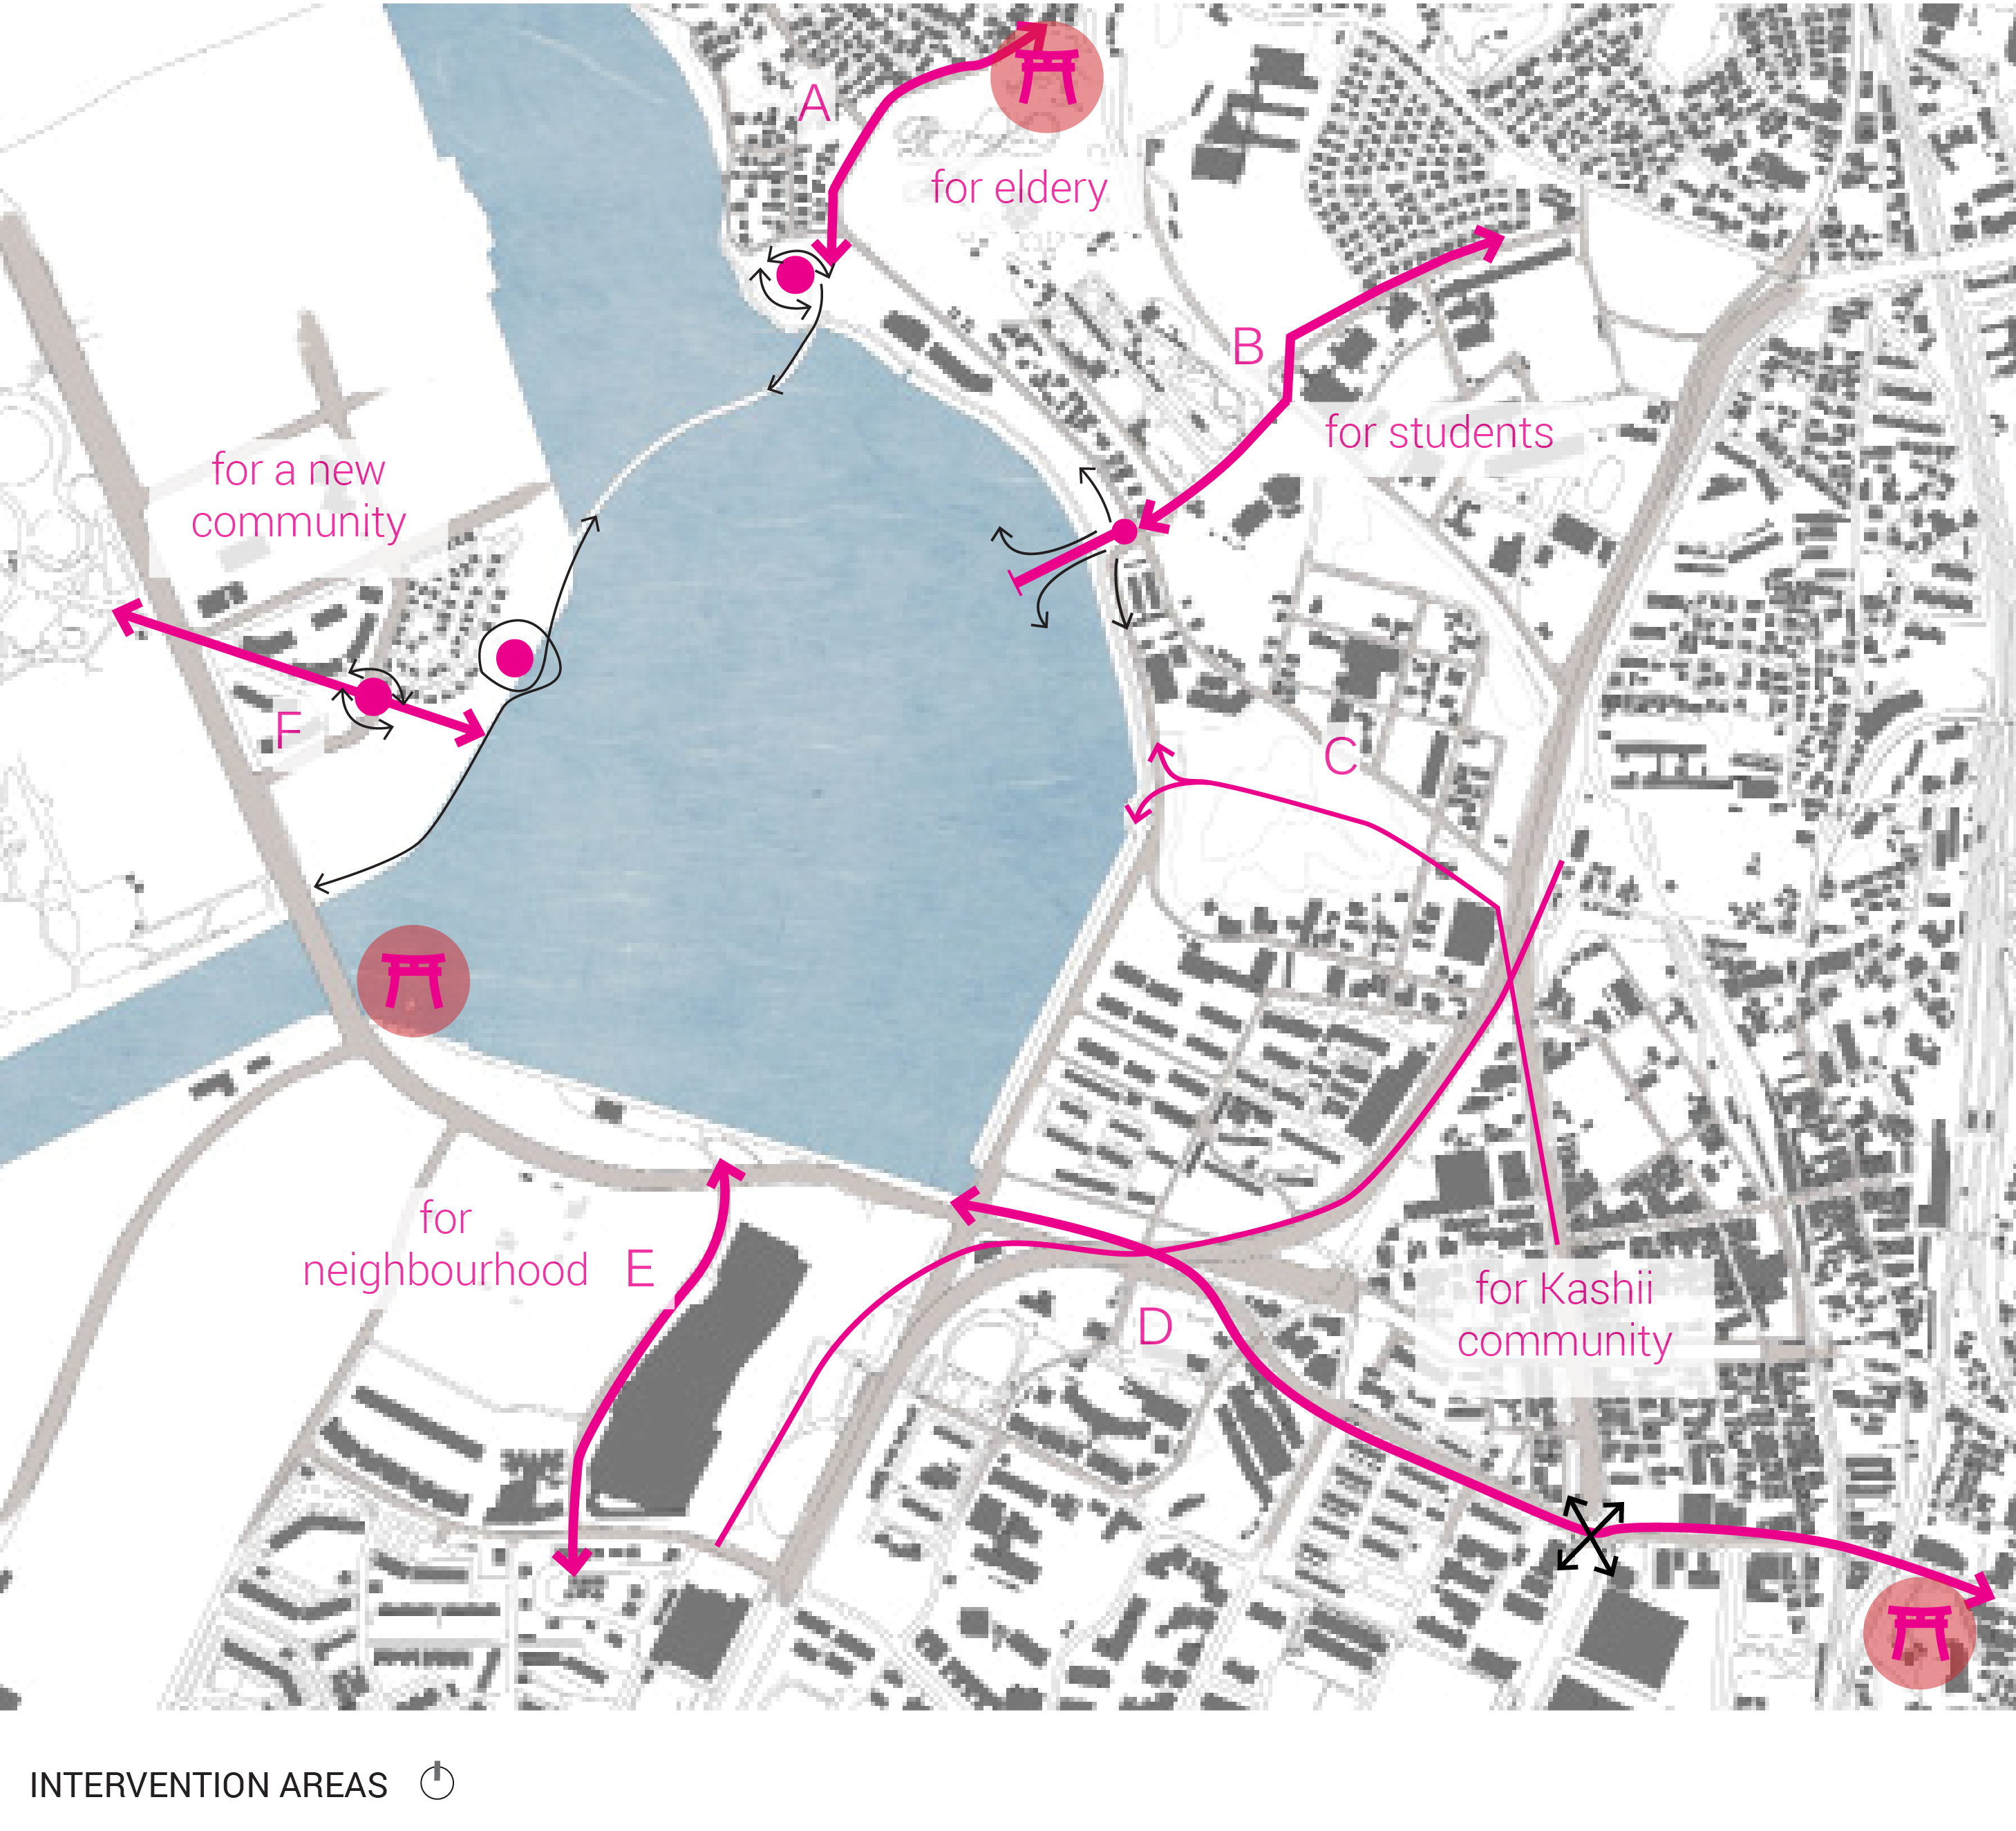 A
for eldery
B
for students
for a new
community
F
C
for
neighbourhood
E
D
for Kashii
community
INTERVENTION AREAS